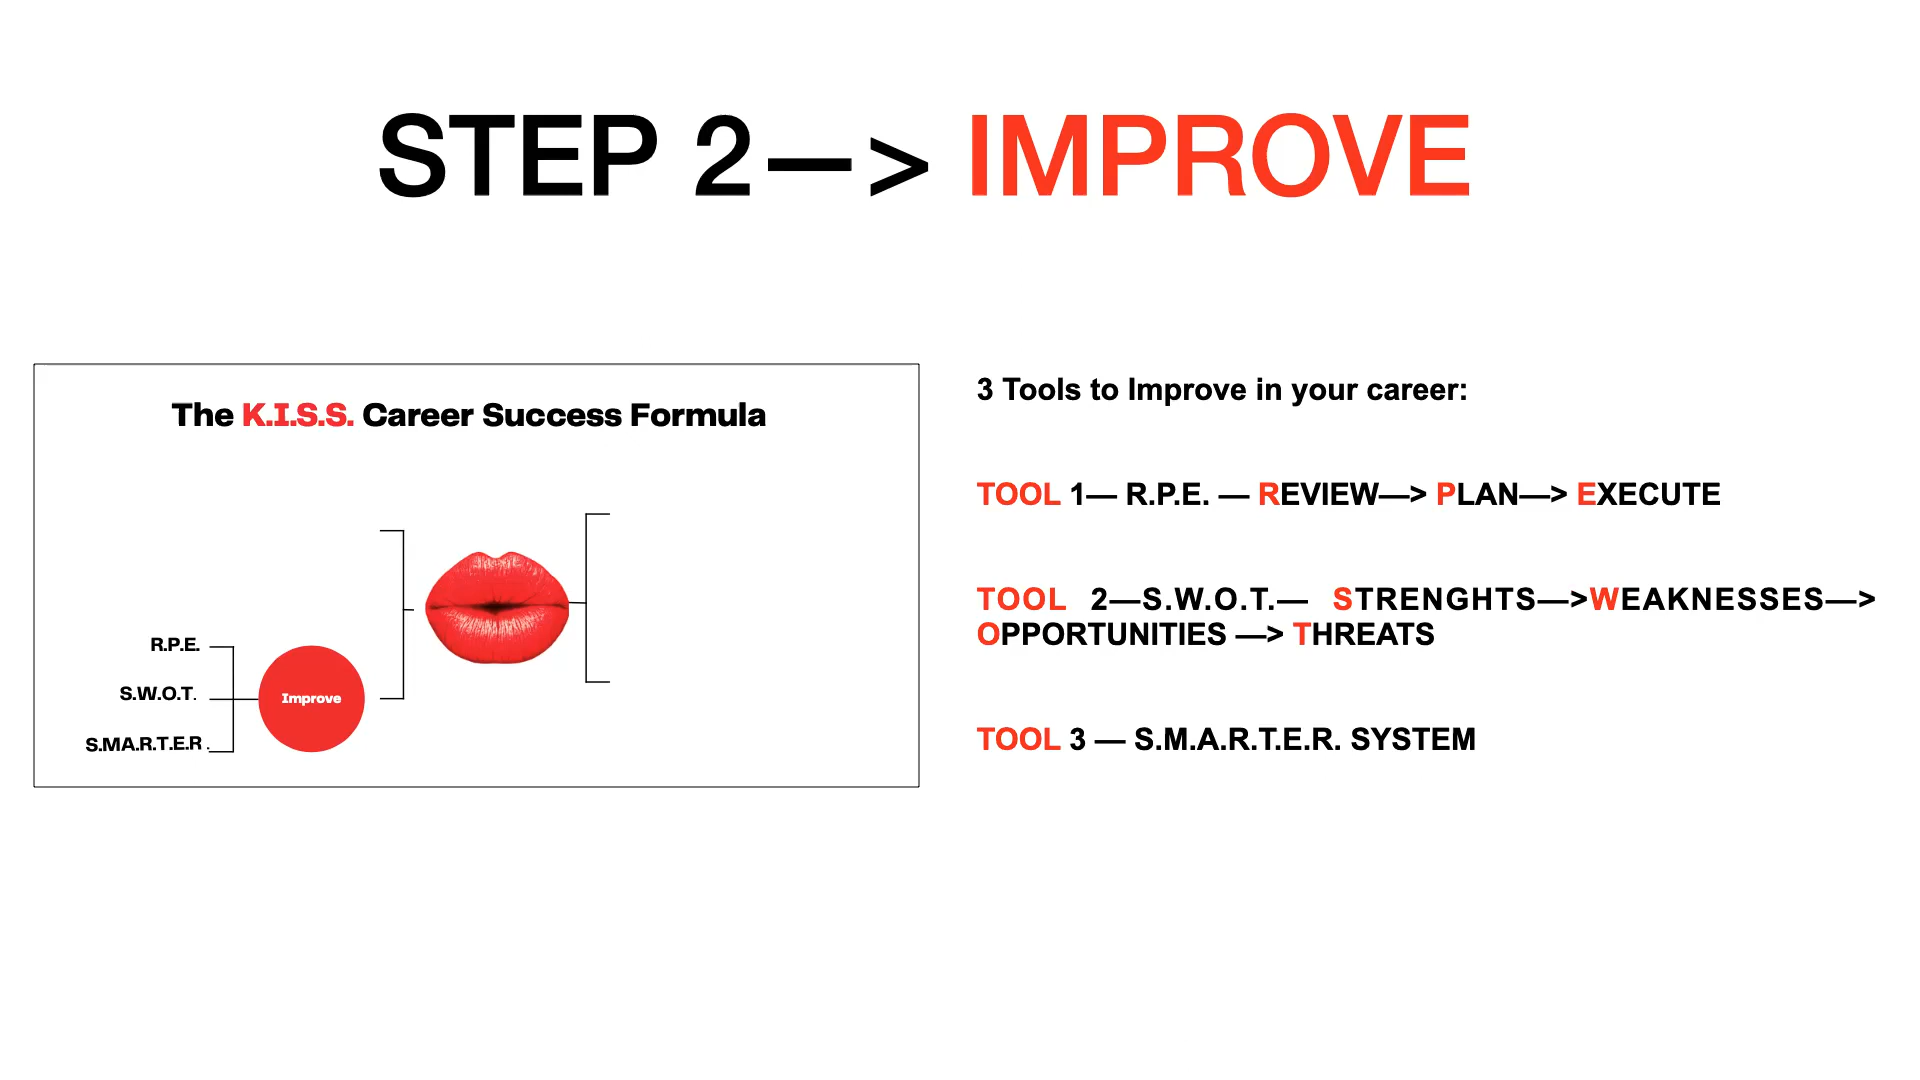 STEP 2—> IMPROVE
The K.I.S.S. Career Success Formula
R.P.E.
S.W.O.T.
S.MA.R.T.E.R .
Improve
3 Tools to Improve in your career:
TOOL 1— R.P.E. — REVIEW—> PLAN—> EXECUTE
TOOL 2—S.W.O.T.— STRENGHTS—>WEAKNESSES—>
OPPORTUNITIES —> THREATS
TOOL 3 — S.M.A.R.T.E.R. SYSTEM